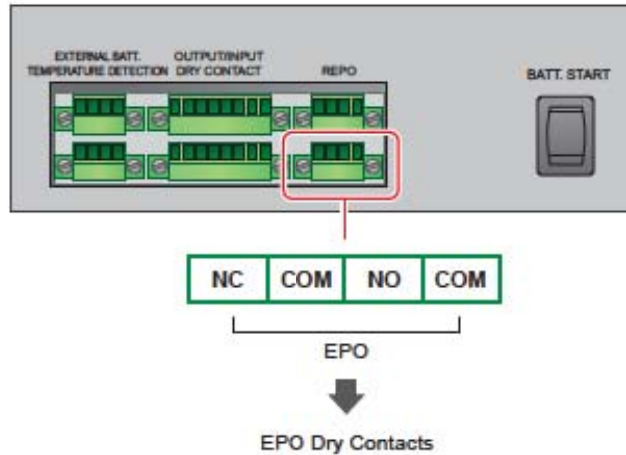 EXTERNAL BATT.
TEMPERATURE DETECTION
OUTPUT/INPUT
DRY CONTACT
REPO
BATT. START
NC COM NO COM
EPO
EPO Dry Contacts